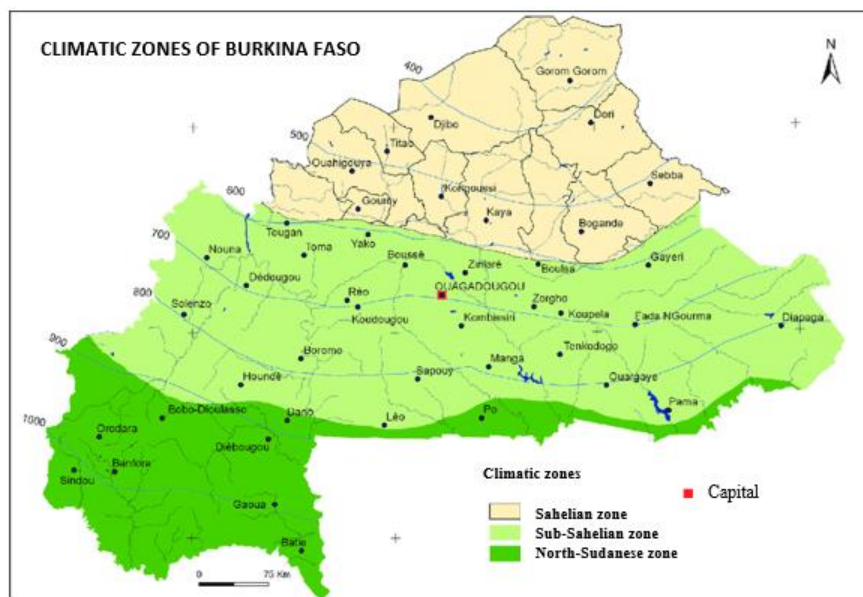 CLIMATIC ZONES OF BURKINA FASO
N
400
Gorom Gorom
Djibo
Dori
500
Titao
Ouahigouya
Sebba
Kongoussi
600
Gourcy
Kaya
Bogande
Tougan
Yako
700
Nouna
Toma
Boussé
Ziniaré
Boulsa
Gayeri
Dédougou
OUAGADOUGOU
800
Solenzo
Réo
Koudougou
Zorgho
Koupela
Kombissiri
Fada NGourma
Diapaga
900
Boromo
Tenkodogo
Manga
Houndé
Sapouy
Ouargaye
1000
Bobo-Dioulasso
Dano
Léo
Po
Pama
Orodara
Diébougou
Banfora
Sindou
Climatic zones
Capital
Gaoua
Sahelian zone
Sub-Sahelian zone
Batie
North-Sudanese zone
0 75 Km